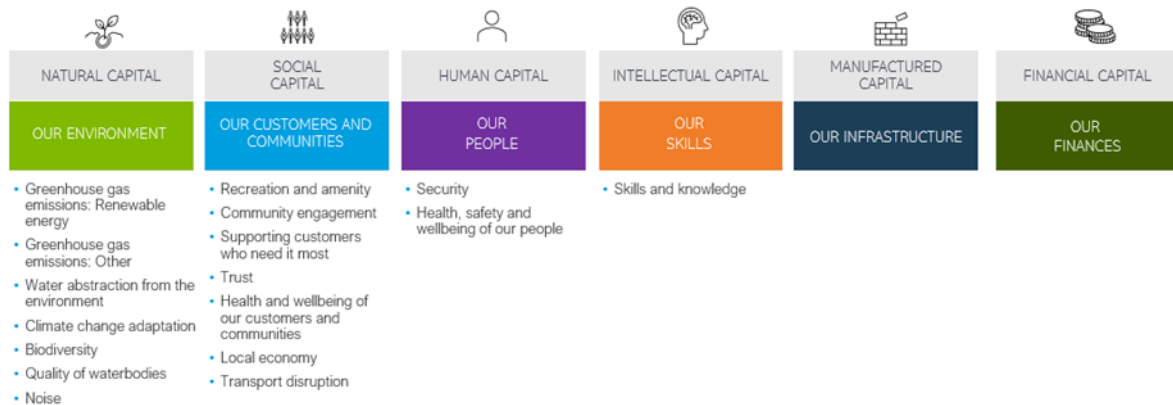 NATURAL CAPITAL
OUR ENVIRONMENT
• Greenhouse gas
emissions: Renewable
energy
• Greenhouse gas
emissions: Other
• Water abstraction from the
environment
• Climate change adaptation
• Biodiversity
• Quality of waterbodies
• Noise
SOCIAL
CAPITAL
OUR CUSTOMERS AND
COMMUNITIES
• Recreation and amenity
• Community engagement
• Supporting customers
who need it most
• Trust
• Health and wellbeing of
our customers and
communities
• Local economy
• Transport disruption
HUMAN CAPITAL
OUR
PEOPLE
• Security
• Health, safety and
wellbeing of our people
INTELLECTUAL CAPITAL
OUR
SKILLS
• Skills and knowledge
MANUFACTURED
CAPITAL
OUR INFRASTRUCTURE
FINANCIAL CAPITAL
OUR
FINANCES